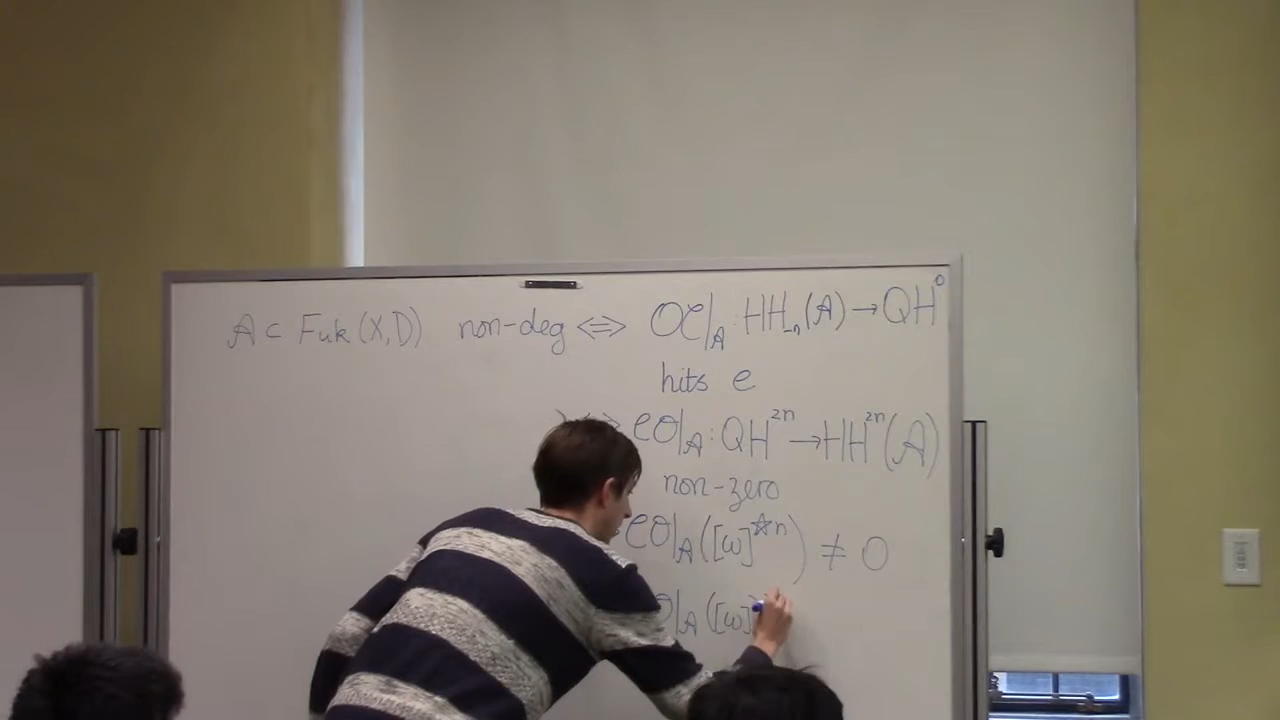 𝒜 ⊂ Fuk(X,D) non-deg ⟺ 𝒪𝒞|_𝒜 : HH_{-n}(𝒜) → QH^0
hits e
𝒞𝒪|_𝒜 : QH^{2n} → HH^{2n}(𝒜)
non-zero
𝒞𝒪|_𝒜([ω]^{☆n}) ≠ 0
𝒪|_𝒜([ω]